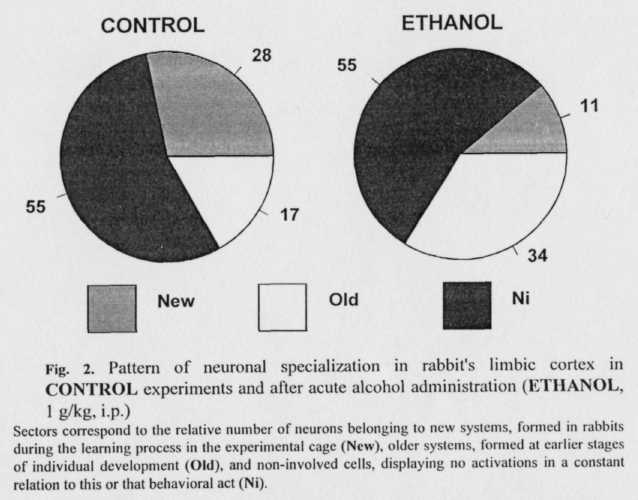 CONTROL
ETHANOL
28
55
17
55
11
34
New
Old
Ni
Fig. 2. Pattern of neuronal specialization in rabbit's limbic cortex in
CONTROL experiments and after acute alcohol administration (ETHANOL,
1 g/kg, i.p.)
Sectors correspond to the relative number of neurons belonging to new systems, formed in rabbits
during the learning process in the experimental cage (New), older systems, formed at earlier stages
of individual development (Old), and non-involved cells, displaying no activations in a constant
relation to this or that behavioral act (Ni).